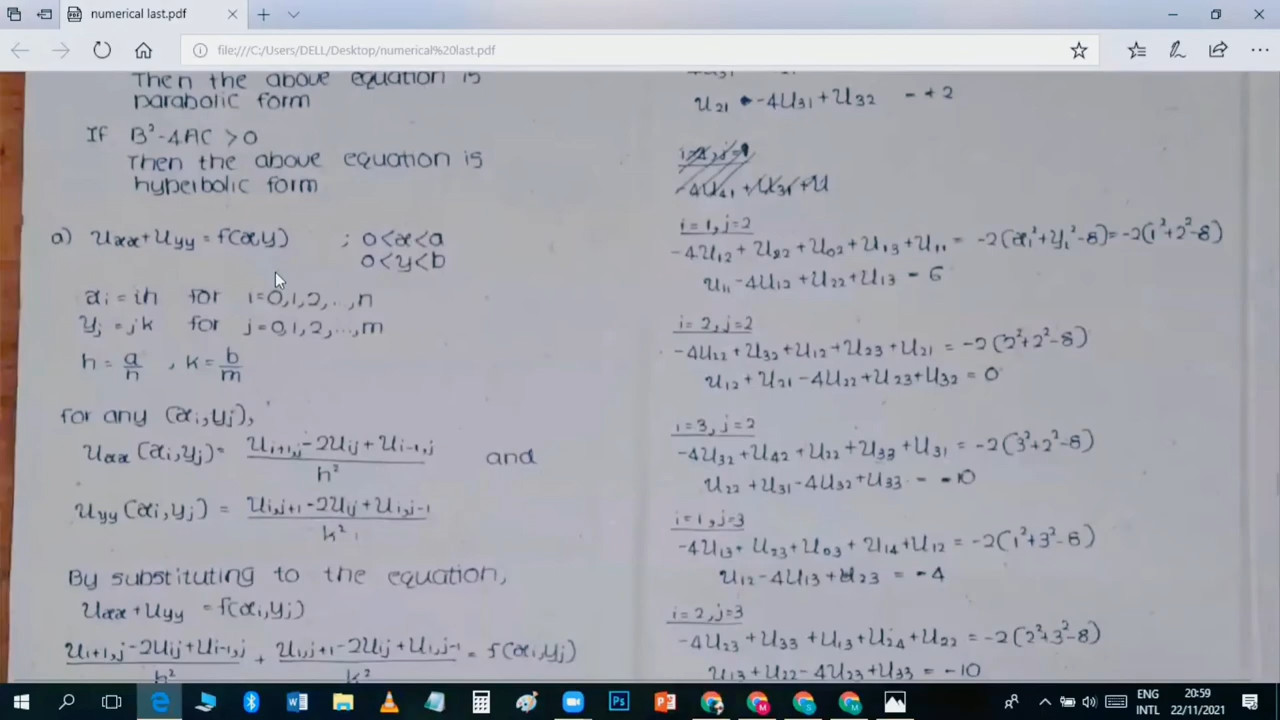 numerical last.pdf
file:///C:/Users/DELL/Desktop/numerical%20last.pdf
Then the above equation is
parabolic form
If B²-4AC >0
Then the above equation is
hyperbolic form
a) Uxx+Uyy = f(x,y) ; 0<x<a
0<y<b
xi = ih for i=0,1,2,...,n
yj = jk for j=0,1,2,...,m
h = a/n , k = b/m
for any (xi,yj),
Uxx (xi,yj) = (Ui+1,j - 2Uij + Ui-1,j)/h² and
Uyy (xi,yj) = (Ui,j+1 - 2Uij + Ui,j-1)/k²
By substituting to the equation,
Uxx + Uyy = f(xi,yj)
(Ui+1,j - 2Uij + Ui-1,j)/h² + (Ui,j+1 - 2Uij + Ui,j-1)/k² = f(xi,yj)
U21 -4U31 + U32 = +2
i=1, j=2
-4U12 + U22 + U02 + U13 + U11 = -2(x1²+y1²-8)=-2(1²+2²-8)
U11 -4U12 + U22 + U13 = 6
i=2, j=2
-4U22 + U32 + U12 + U23 + U21 = -2(2²+2²-8)
U12 + U21 -4U22 + U23 + U32 = 0
i=3, j=2
-4U32 + U42 + U22 + U33 + U31 = -2(3²+2²-8)
U22 + U31 -4U32 + U33 = -10
i=1, j=3
-4U13 + U23 + U03 + U14 + U12 = -2(1²+3²-8)
U12 -4U13 + U23 = -4
i=2, j=3
-4U23 + U33 + U13 + U24 + U22 = -2(2²+3²-8)
U13 + U22 -4U23 + U33 = -10
ENG
INTL
20:59
22/11/2021